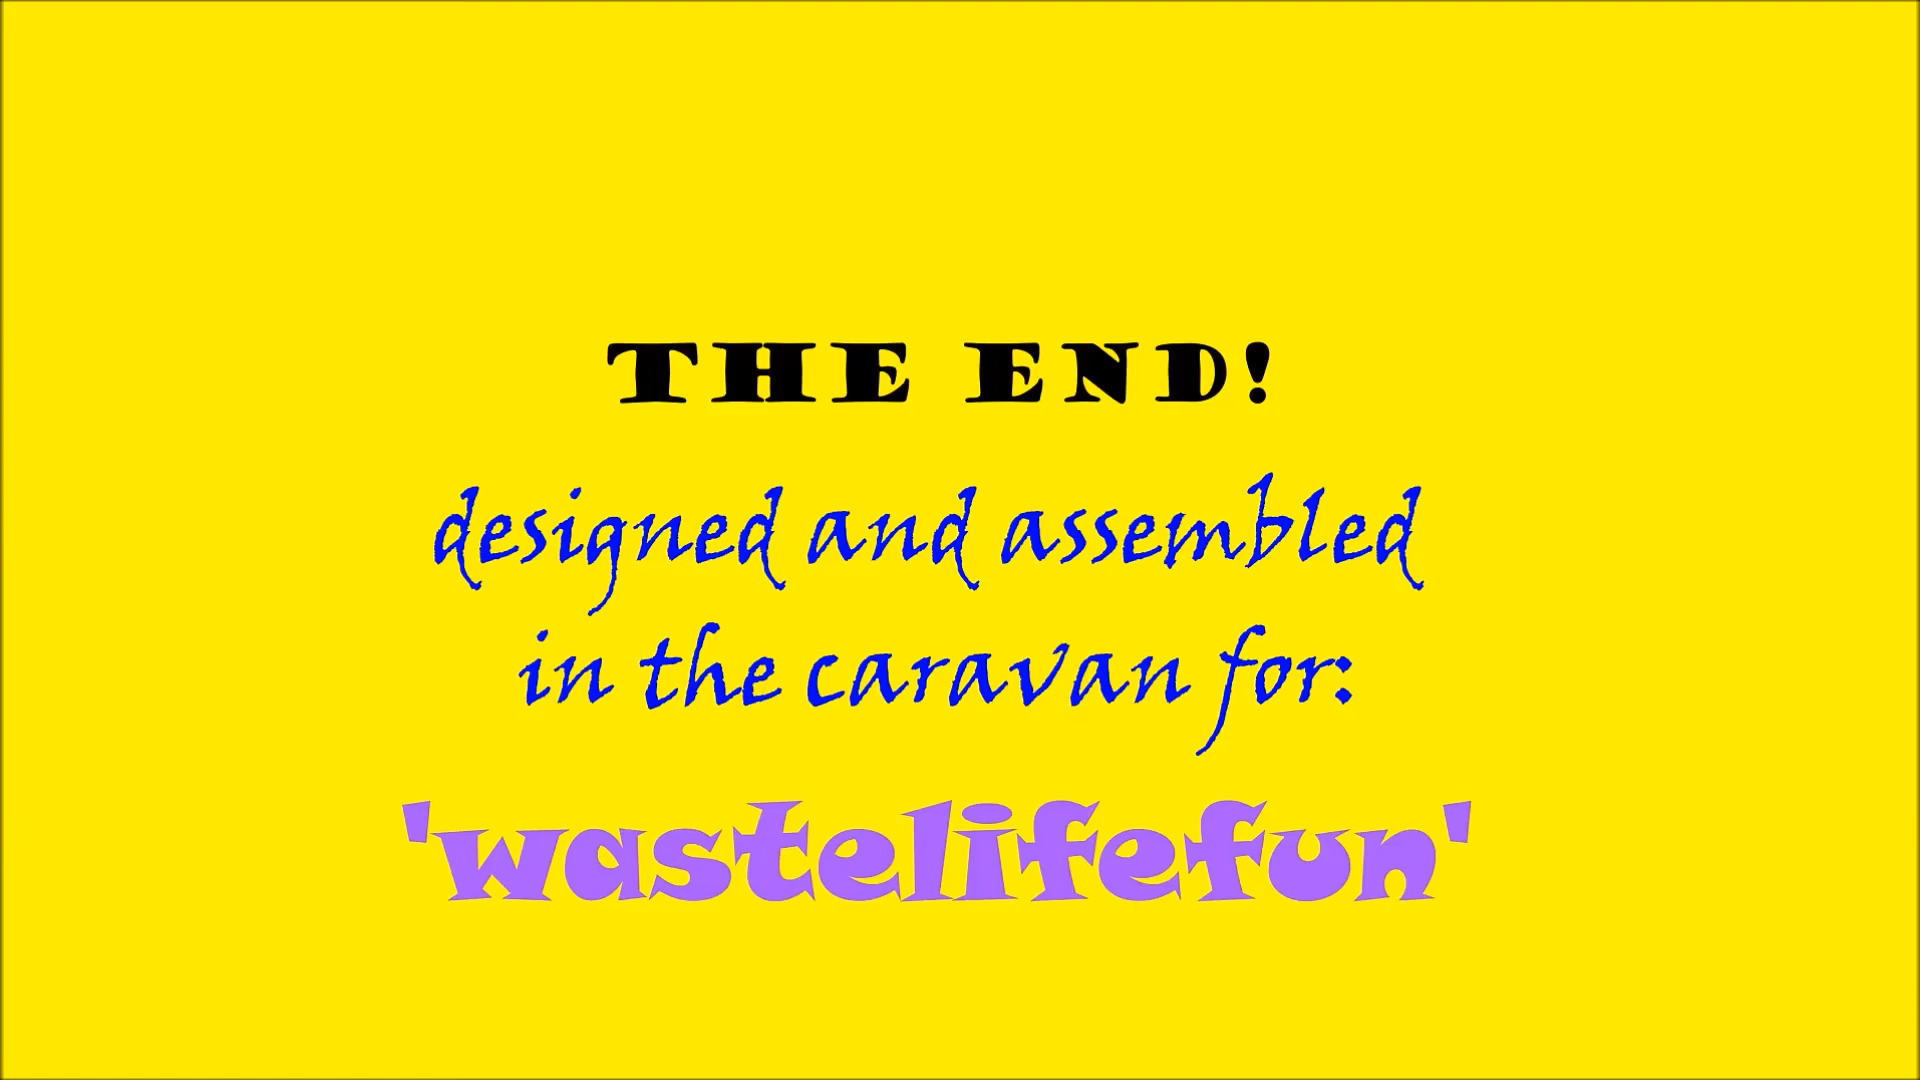 THE END!
designed and assembled
in the caravan for:
'wastelifefun'